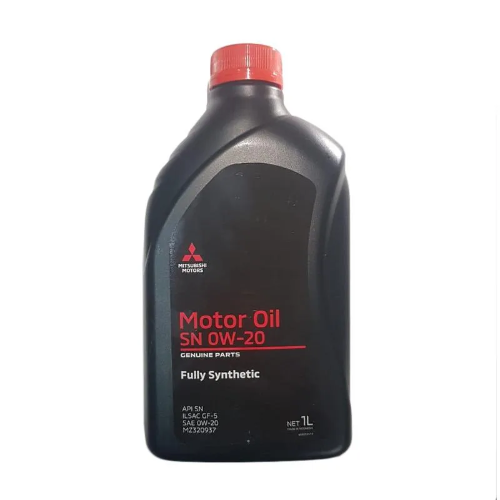 MITSUBISHI
MOTORS
Motor Oil
SN 0W-20
GENUINE PARTS
Fully Synthetic
API SN
ILSAC GF-5
SAE 0W-20
MZ320937
NET 1L